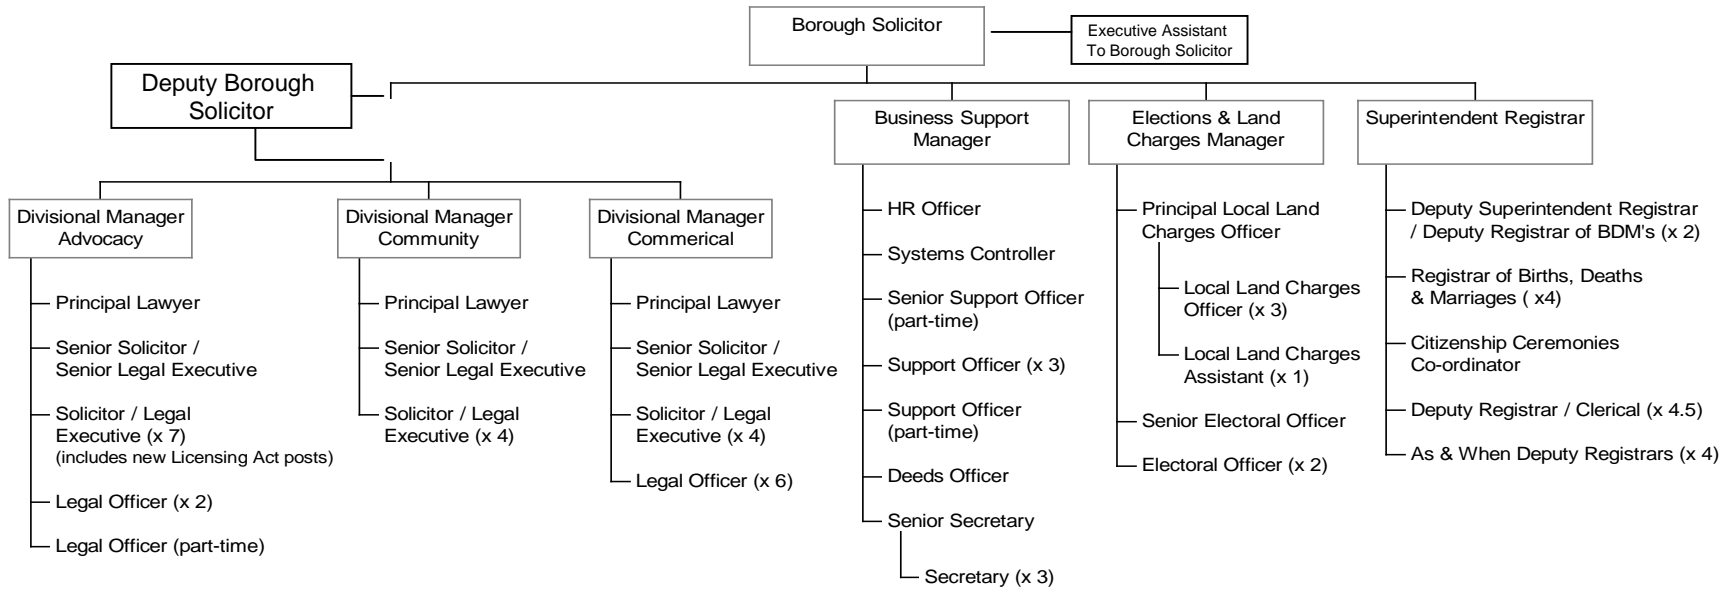 Borough Solicitor
Executive Assistant
To Borough Solicitor
Deputy Borough
Solicitor
Business Support
Manager
Elections & Land
Charges Manager
Superintendent Registrar
Divisional Manager
Advocacy
Principal Lawyer
Senior Solicitor /
Senior Legal Executive
Solicitor / Legal
Executive (x 7)
(includes new Licensing Act posts)
Legal Officer (x 2)
Legal Officer (part-time)
Divisional Manager
Community
Principal Lawyer
Senior Solicitor /
Senior Legal Executive
Solicitor / Legal
Executive (x 4)
Divisional Manager
Commerical
Principal Lawyer
Senior Solicitor /
Senior Legal Executive
Solicitor / Legal
Executive (x 4)
Legal Officer (x 6)
HR Officer
Systems Controller
Senior Support Officer
(part-time)
Support Officer (x 3)
Support Officer
(part-time)
Deeds Officer
Senior Secretary
Secretary (x 3)
Principal Local Land
Charges Officer
Local Land Charges
Officer (x 3)
Local Land Charges
Assistant (x 1)
Senior Electoral Officer
Electoral Officer (x 2)
Deputy Superintendent Registrar
/ Deputy Registrar of BDM's (x 2)
Registrar of Births, Deaths
& Marriages ( x4)
Citizenship Ceremonies
Co-ordinator
Deputy Registrar / Clerical (x 4.5)
As & When Deputy Registrars (x 4)